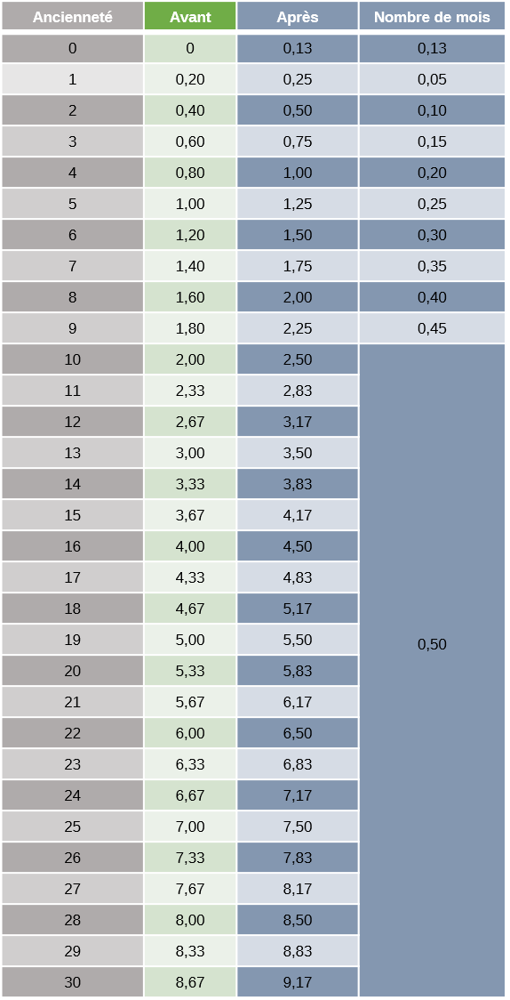 Ancienneté Avant Après Nombre de mois
0 0 0,13 0,13
1 0,20 0,25 0,05
2 0,40 0,50 0,10
3 0,60 0,75 0,15
4 0,80 1,00 0,20
5 1,00 1,25 0,25
6 1,20 1,50 0,30
7 1,40 1,75 0,35
8 1,60 2,00 0,40
9 1,80 2,25 0,45
10 2,00 2,50
11 2,33 2,83
12 2,67 3,17
13 3,00 3,50
14 3,33 3,83
15 3,67 4,17
16 4,00 4,50
17 4,33 4,83
18 4,67 5,17
19 5,00 5,50 0,50
20 5,33 5,83
21 5,67 6,17
22 6,00 6,50
23 6,33 6,83
24 6,67 7,17
25 7,00 7,50
26 7,33 7,83
27 7,67 8,17
28 8,00 8,50
29 8,33 8,83
30 8,67 9,17